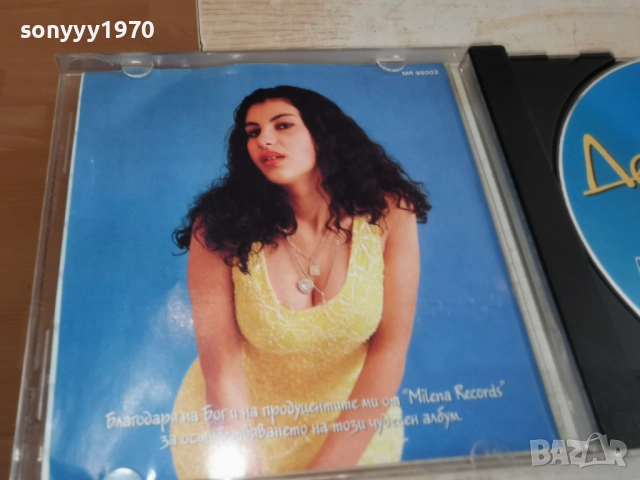 sonyyy1970
MR 99002
Де
Благодаря на Бог и на продуцентите ми от "Milena Records"
за осъществяването на този чудесен албум.
BAZAR